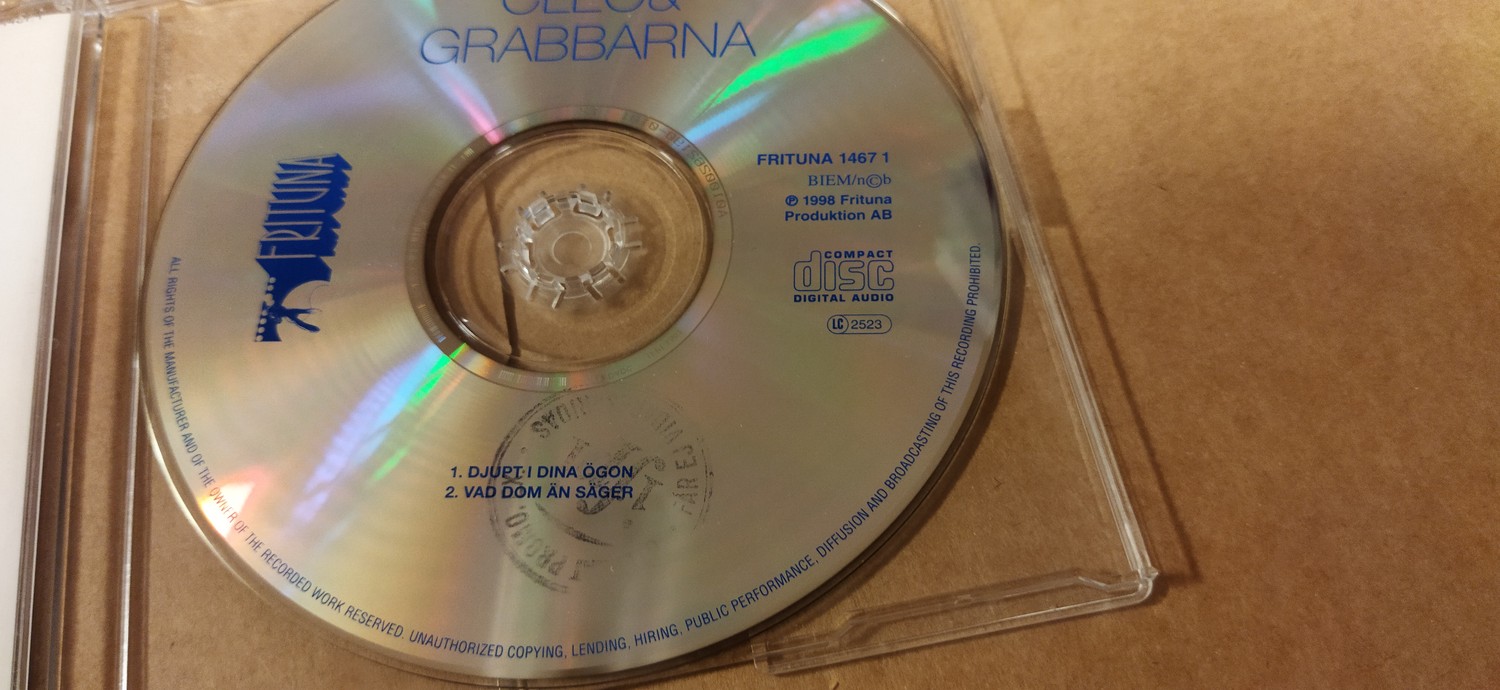 GRABBARNA
FRITUNA
FRITUNA 1467 1
BIEM/n©b
℗ 1998 Frituna
Produktion AB
COMPACT
disc
DIGITAL AUDIO
LC 2523
1. DJUPT I DINA ÖGON
2. VAD DOM ÄN SÄGER
ALL RIGHTS OF THE MANUFACTURER AND OF THE OWNER OF THE RECORDED WORK RESERVED. UNAUTHORIZED COPYING, LENDING, HIRING, PUBLIC PERFORMANCE, DIFFUSION AND BROADCASTING OF THIS RECORDING PROHIBITED.